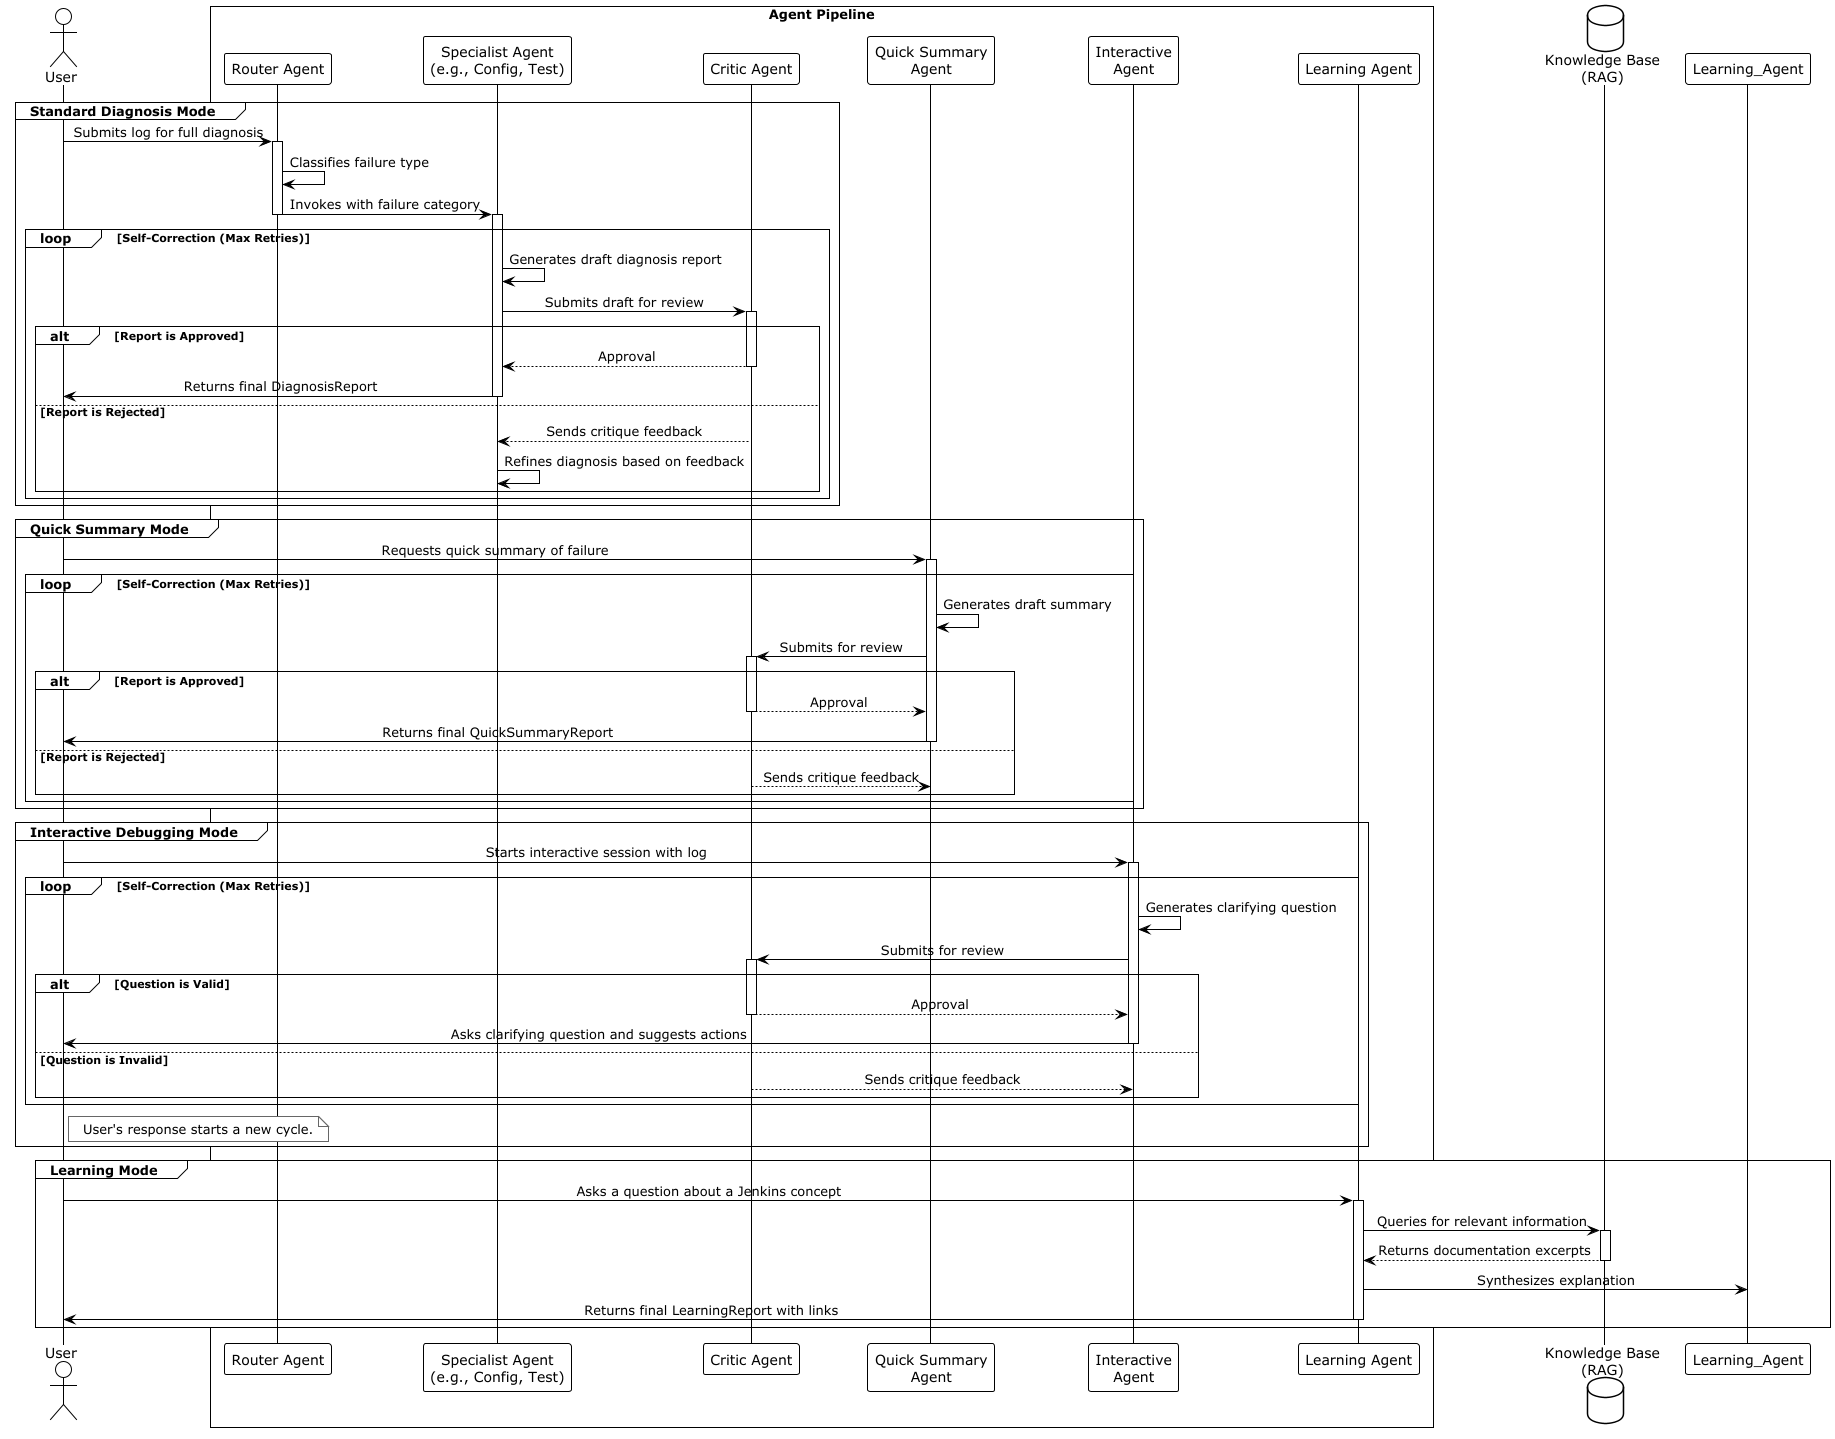 Agent Pipeline
User
Router Agent
Specialist Agent
(e.g., Config, Test)
Critic Agent
Quick Summary
Agent
Interactive
Agent
Learning Agent
Knowledge Base
(RAG)
Learning_Agent
Standard Diagnosis Mode
Submits log for full diagnosis
Classifies failure type
Invokes with failure category
loop [Self-Correction (Max Retries)]
Generates draft diagnosis report
Submits draft for review
alt [Report is Approved]
Approval
Returns final DiagnosisReport
[Report is Rejected]
Sends critique feedback
Refines diagnosis based on feedback
Quick Summary Mode
Requests quick summary of failure
loop [Self-Correction (Max Retries)]
Generates draft summary
Submits for review
alt [Report is Approved]
Approval
Returns final QuickSummaryReport
[Report is Rejected]
Sends critique feedback
Interactive Debugging Mode
Starts interactive session with log
loop [Self-Correction (Max Retries)]
Generates clarifying question
Submits for review
alt [Question is Valid]
Approval
Asks clarifying question and suggests actions
[Question is Invalid]
Sends critique feedback
User's response starts a new cycle.
Learning Mode
Asks a question about a Jenkins concept
Queries for relevant information
Returns documentation excerpts
Synthesizes explanation
Returns final LearningReport with links
User
Router Agent
Specialist Agent
(e.g., Config, Test)
Critic Agent
Quick Summary
Agent
Interactive
Agent
Learning Agent
Knowledge Base
(RAG)
Learning_Agent